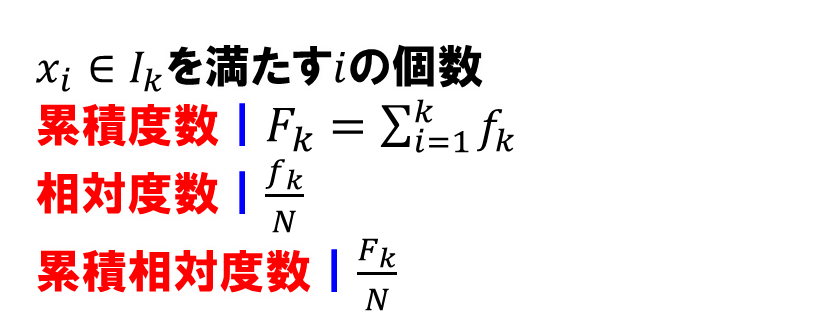 xᵢ ∈ Iₖを満たすiの個数
累積度数｜Fₖ = ∑ᵢ₌₁ᵏ fₖ
相対度数｜fₖ/N
累積相対度数｜Fₖ/N